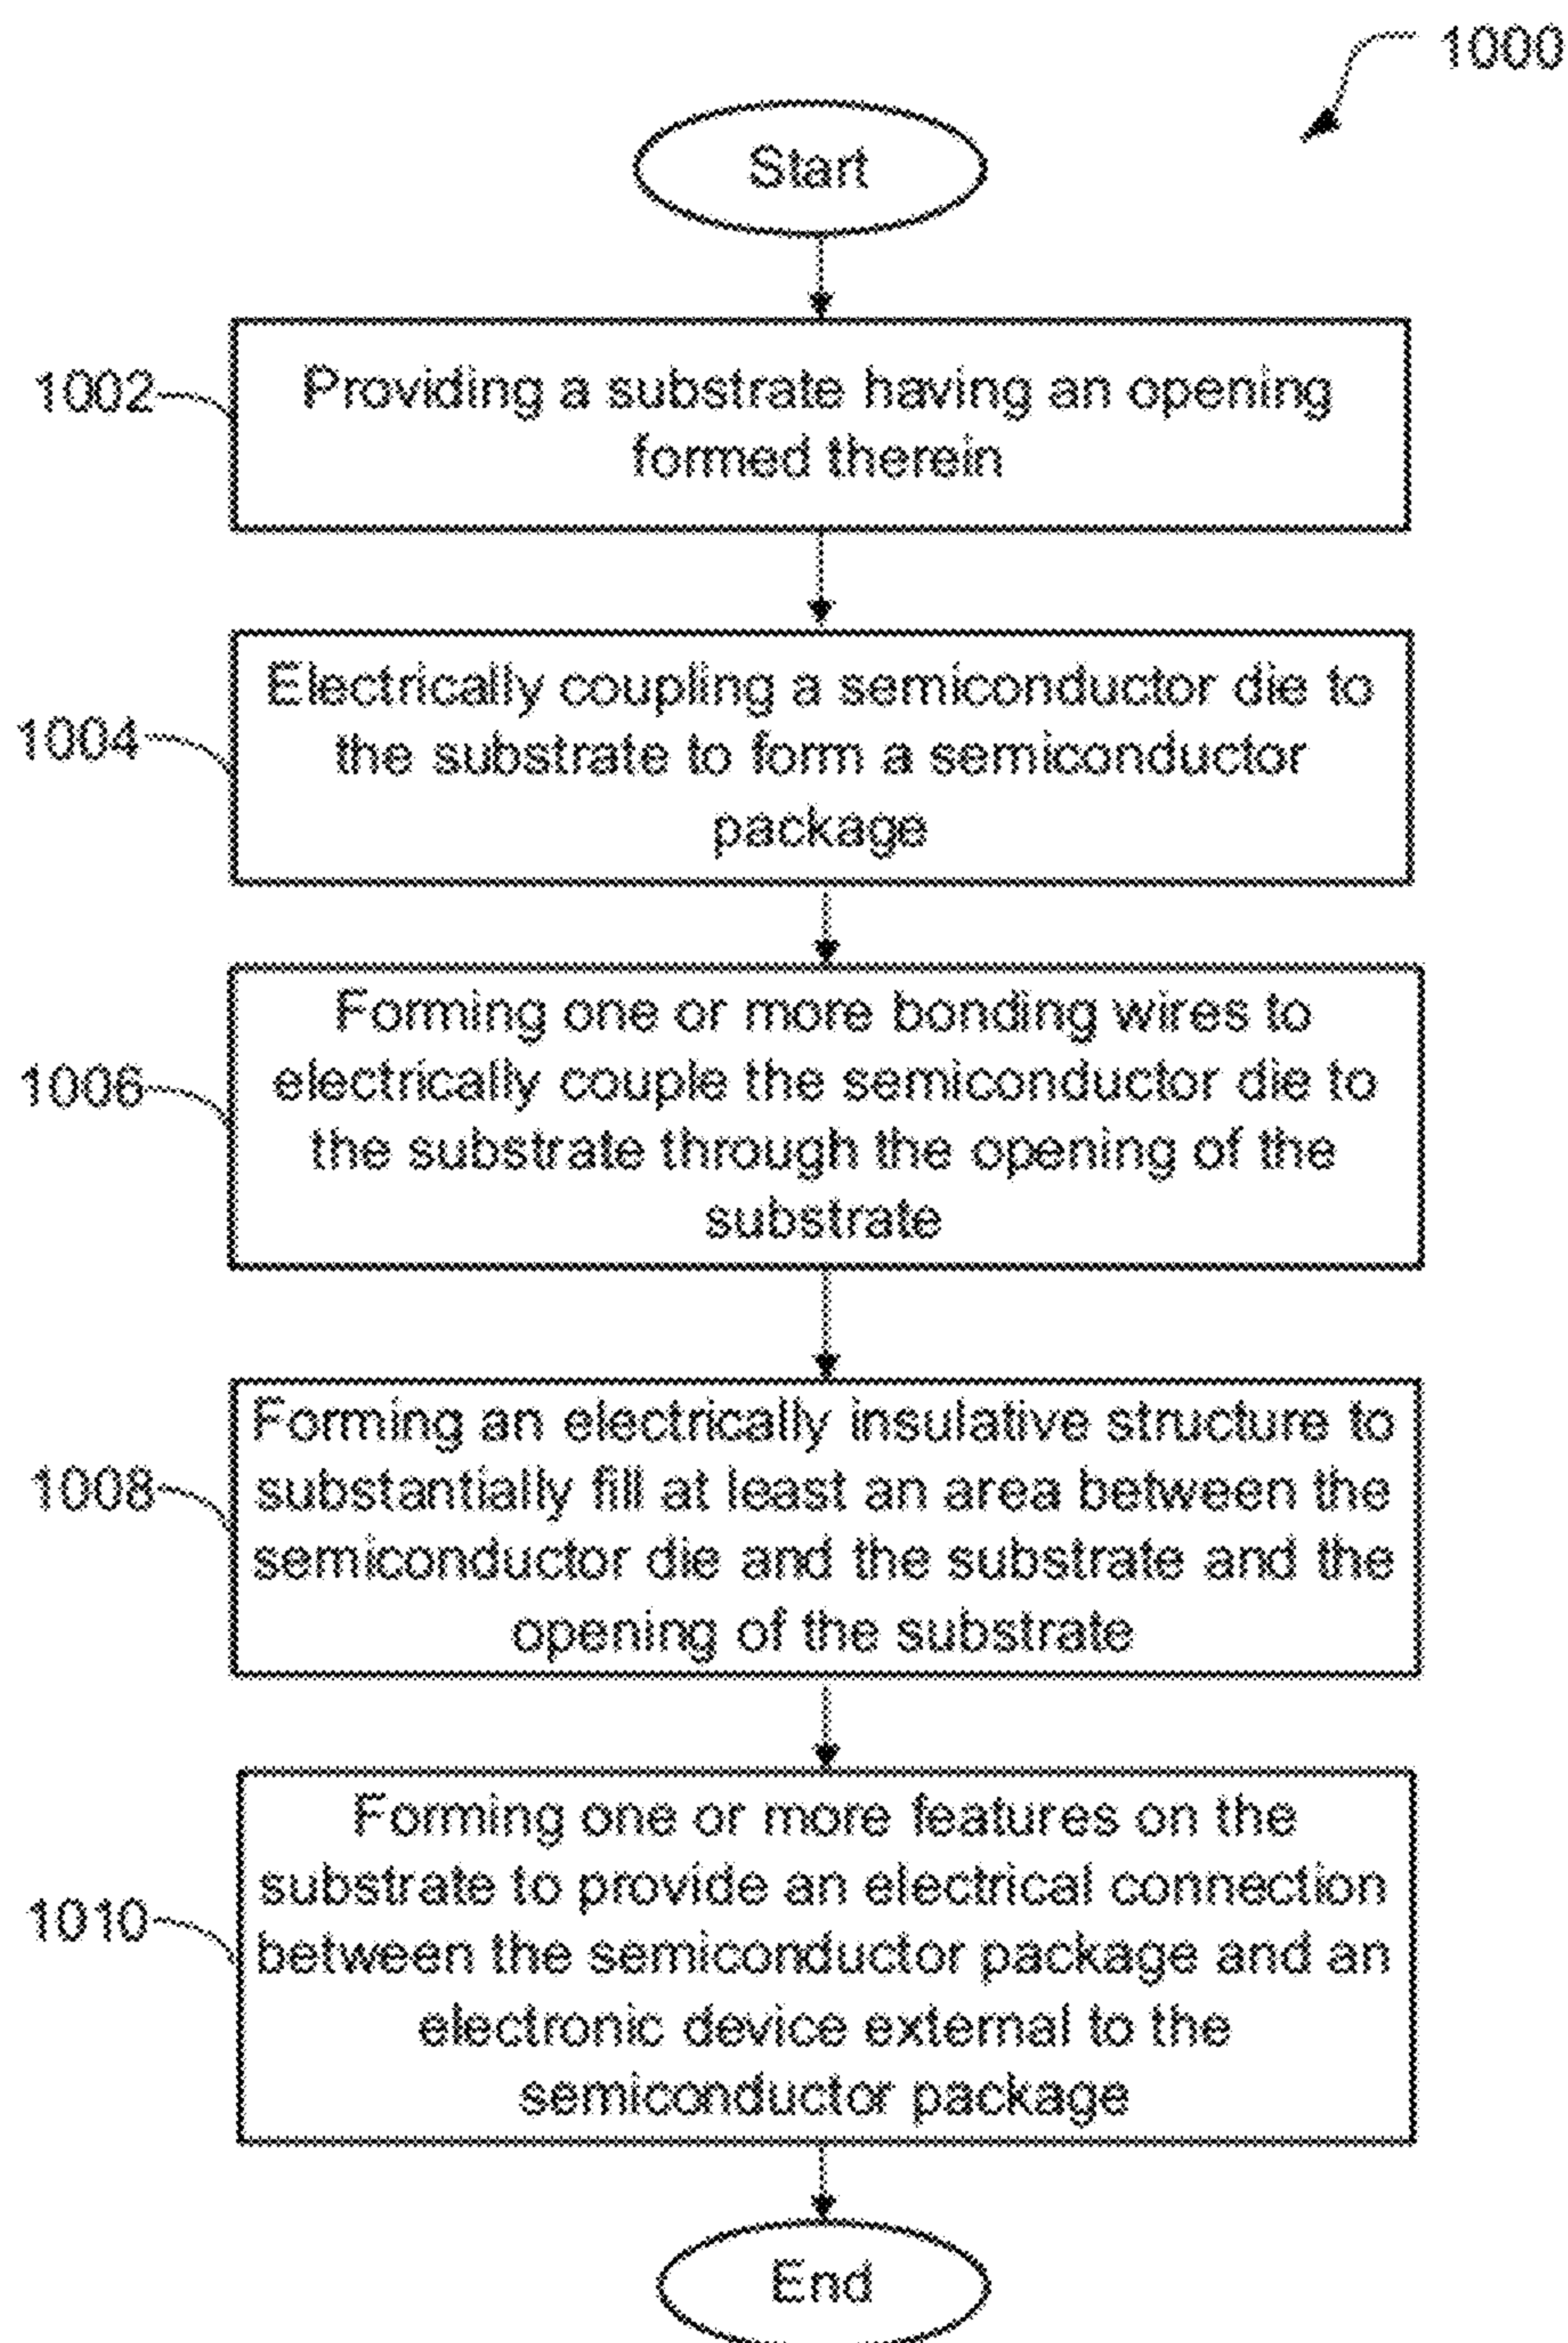 1000
Start
1002
Providing a substrate having an opening
formed therein
1004
Electrically coupling a semiconductor die to
the substrate to form a semiconductor
package
1006
Forming one or more bonding wires to
electrically couple the semiconductor die to
the substrate through the opening of the
substrate
1008
Forming an electrically insulative structure to
substantially fill at least an area between the
semiconductor die and the substrate and the
opening of the substrate
1010
Forming one or more features on the
substrate to provide an electrical connection
between the semiconductor package and an
electronic device external to the
semiconductor package
End